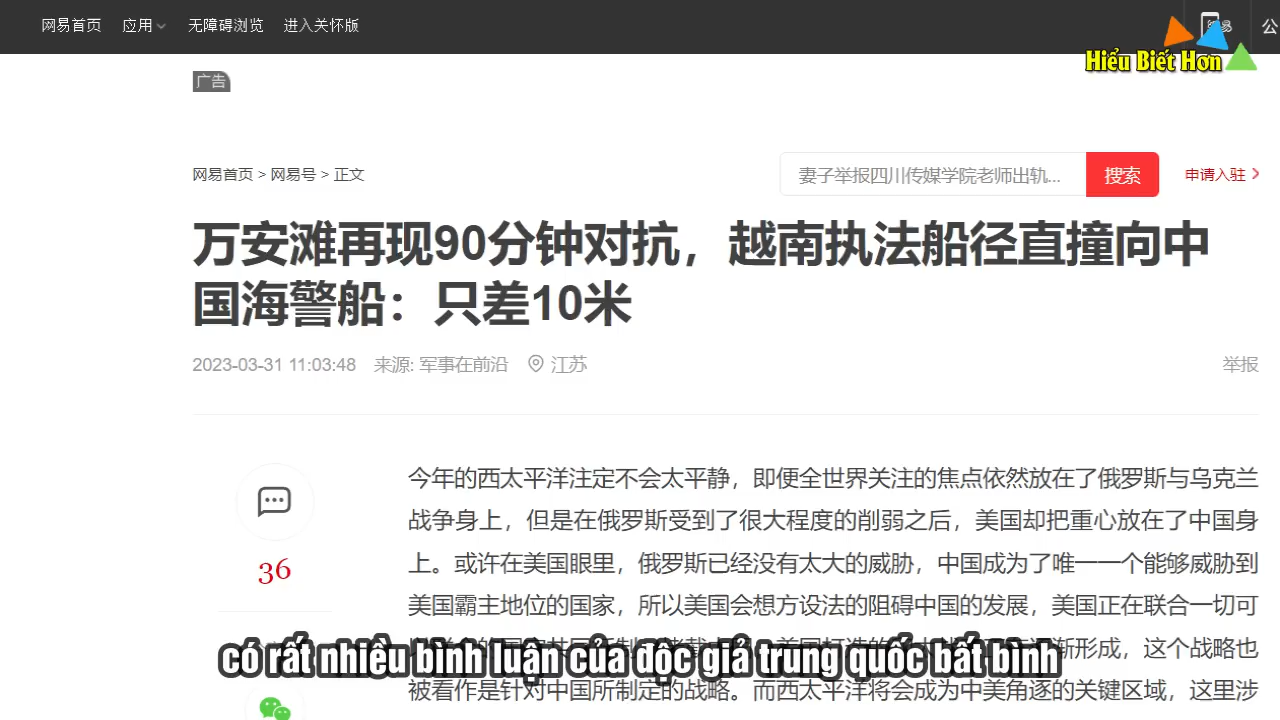 网易首页 应用 无障碍浏览 进入关怀版
公
Hiểu Biết Hơn
广告
网易首页 > 网易号 > 正文
妻子举报四川传媒学院老师出轨... 搜索 申请入驻
万安滩再现90分钟对抗，越南执法船径直撞向中
国海警船：只差10米
2023-03-31 11:03:48 来源: 军事在前沿 江苏 举报
今年的西太平洋注定不会太平静，即便全世界关注的焦点依然放在了俄罗斯与乌克兰
战争身上，但是在俄罗斯受到了很大程度的削弱之后，美国却把重心放在了中国身
上。或许在美国眼里，俄罗斯已经没有太大的威胁，中国成为了唯一一个能够威胁到
36
美国霸主地位的国家，所以美国会想方设法的阻碍中国的发展，美国正在联合一切可
渐形成，这个战略也
có rất nhiều bình luận của độc giả trung quốc bất bình
被看作是针对中国所制定的战略。而西太平洋将会成为中美角逐的关键区域，这里涉